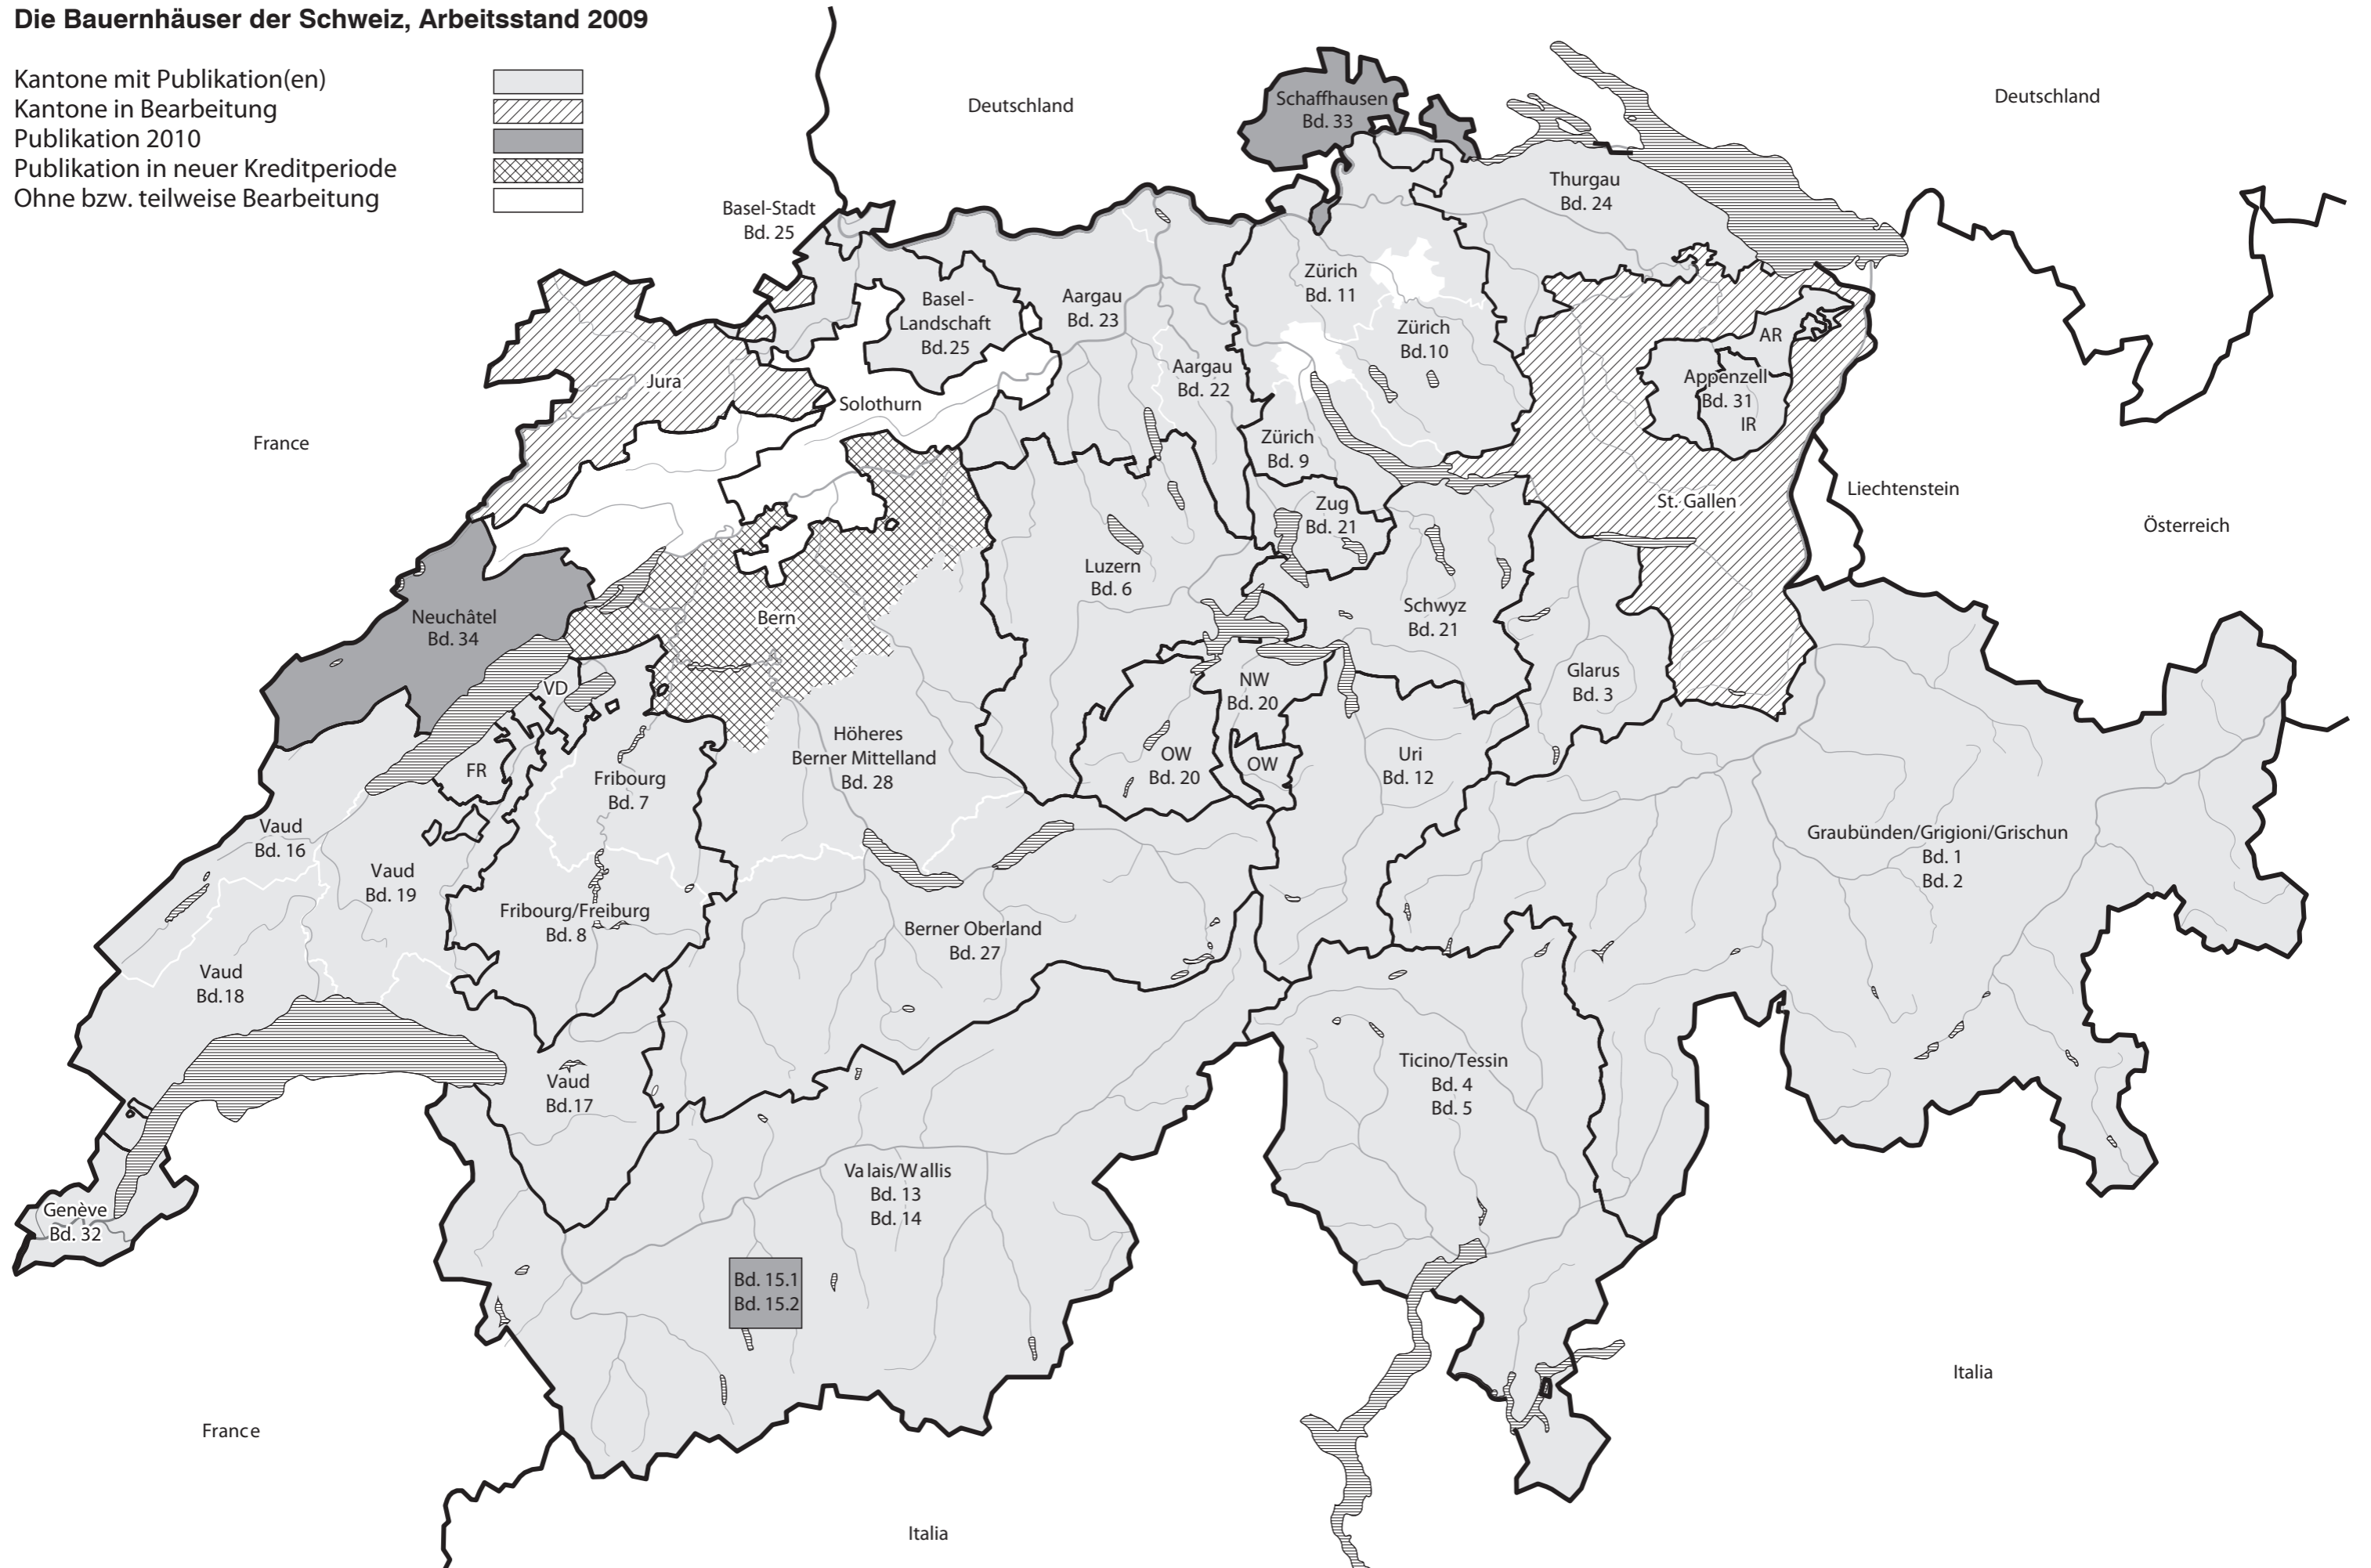 Die Bauernhäuser der Schweiz, Arbeitsstand 2009
Kantone mit Publikation(en)
Kantone in Bearbeitung
Publikation 2010
Publikation in neuer Kreditperiode
Ohne bzw. teilweise Bearbeitung
Deutschland
Deutschland
Schaffhausen
Bd. 33
Thurgau
Bd. 24
Basel-Stadt
Bd. 25
Basel-
Landschaft
Bd.25
Aargau
Bd. 23
Zürich
Bd. 11
Zürich
Bd.10
Aargau
Bd. 22
AR
Appenzell
Bd. 31
IR
Jura
Solothurn
France
Zürich
Bd. 9
Zug
Bd. 21
St. Gallen
Liechtenstein
Österreich
Luzern
Bd. 6
Schwyz
Bd. 21
Neuchâtel
Bd. 34
Bern
VD
NW
Bd. 20
Glarus
Bd. 3
Höheres
Berner Mittelland
Bd. 28
OW
Bd. 20
OW
Uri
Bd. 12
FR
Fribourg
Bd. 7
Vaud
Bd. 16
Vaud
Bd. 19
Graubünden/Grigioni/Grischun
Bd. 1
Bd. 2
Fribourg/Freiburg
Bd. 8
Berner Oberland
Bd. 27
Vaud
Bd.18
Vaud
Bd.17
Ticino/Tessin
Bd. 4
Bd. 5
Valais/Wallis
Bd. 13
Bd. 14
Genève
Bd. 32
Bd. 15.1
Bd. 15.2
Italia
France
Italia